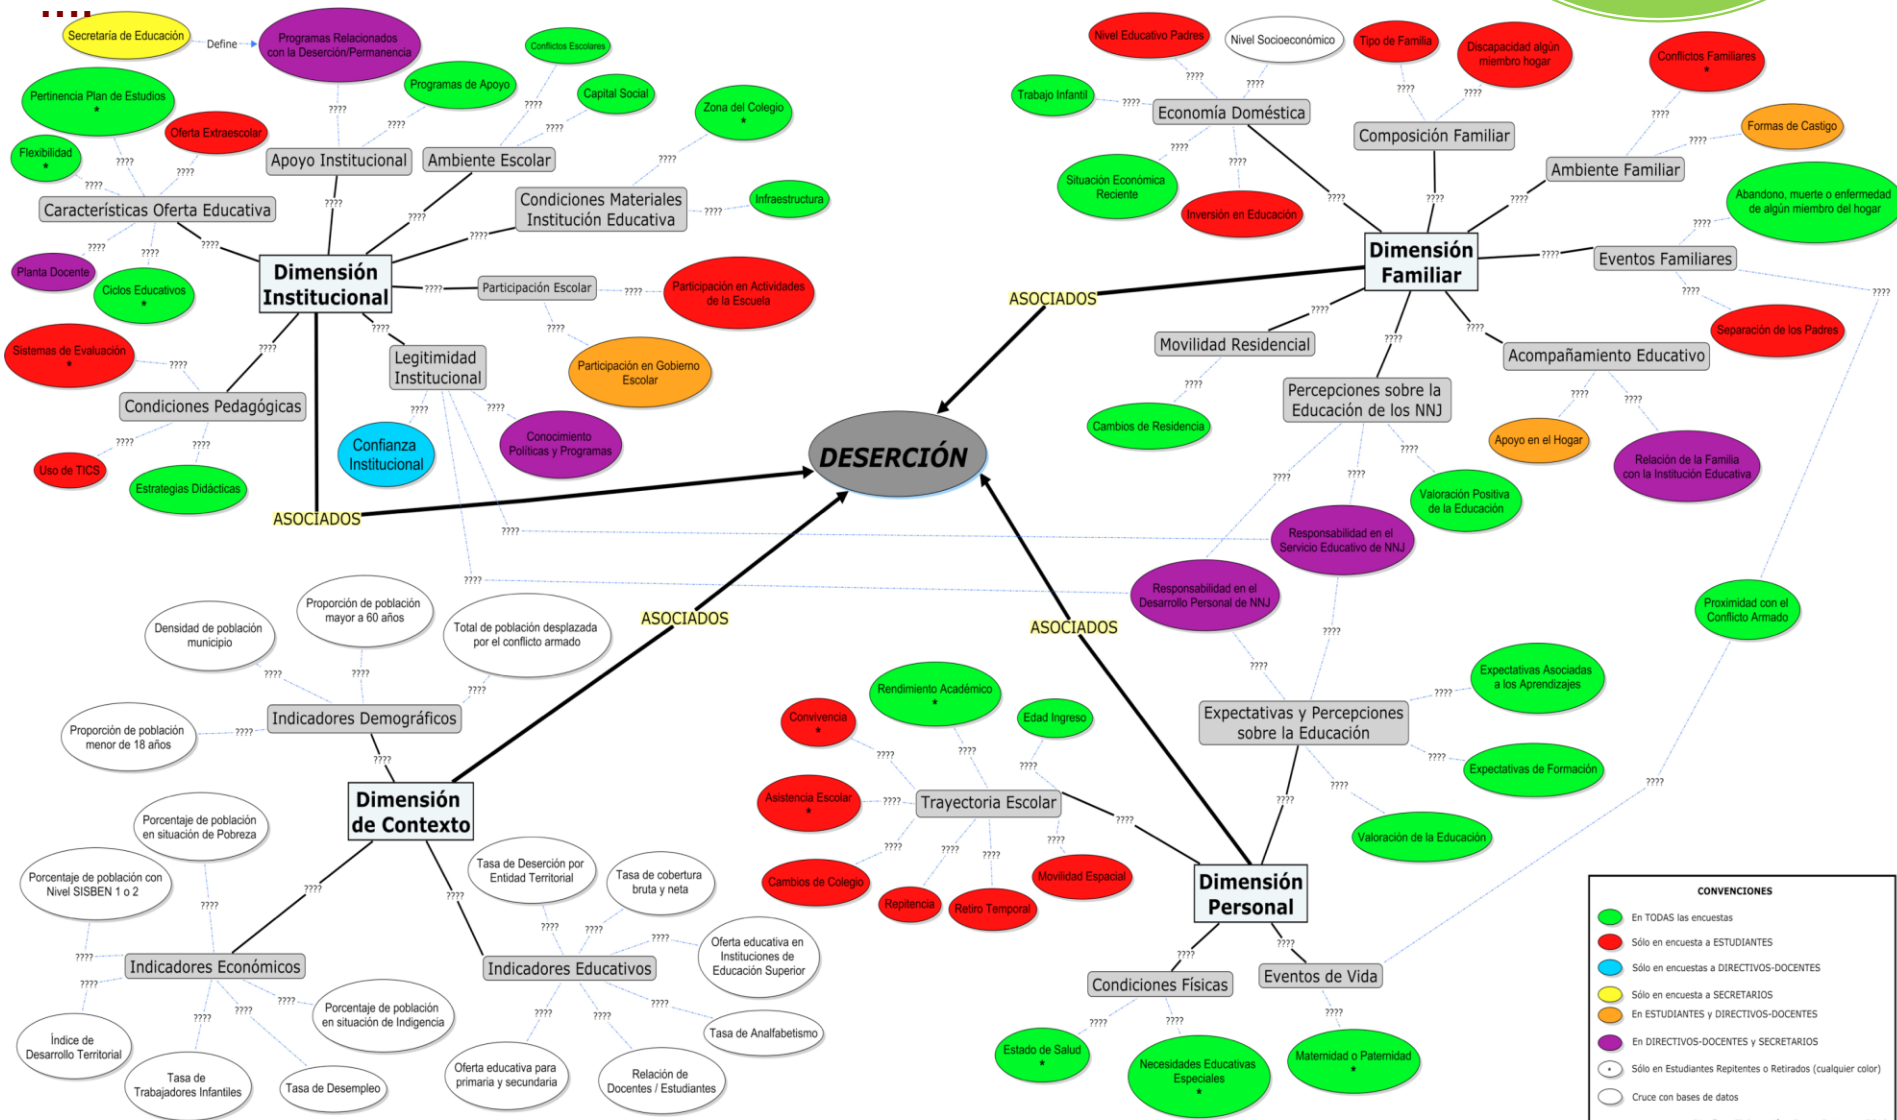 Secretaría de Educación
Define
Programas Relacionados
con la Deserción/Permanencia
Conflictos Escolares
Pertinencia Plan de Estudios
*
Programas de Apoyo
Capital Social
Zona del Colegio
*
Oferta Extraescolar
Flexibilidad
*
????
????
????
????
????
????
????
????
Apoyo Institucional
Ambiente Escolar
Características Oferta Educativa
Condiciones Materiales
Institución Educativa
????
Infraestructura
????
????
????
????
????
????
????
Planta Docente
Ciclos Educativos
*
Dimensión
Institucional
????
Participación Escolar
????
Participación en Actividades
de la Escuela
????
Participación en Gobierno
Escolar
Sistemas de Evaluación
*
????
????
????
Legitimidad
Institucional
Condiciones Pedagógicas
????
????
Uso de TICS
Estrategias Didácticas
????
????
Confianza
Institucional
Conocimiento
Políticas y Programas
ASOCIADOS
????
????
DESERCIÓN
Nivel Educativo Padres
Nivel Socioeconómico
Tipo de Familia
Discapacidad algún
miembro hogar
Conflictos Familiares
*
Trabajo Infantil
????
????
????
????
????
????
Economía Doméstica
Composición Familiar
Formas de Castigo
????
Ambiente Familiar
????
????
Situación Económica
Reciente
Inversión en Educación
????
????
????
Abandono, muerte o enfermedad
de algún miembro del hogar
????
Dimensión
Familiar
????
Eventos Familiares
????
????
Separación de los Padres
ASOCIADOS
????
Movilidad Residencial
????
????
Acompañamiento Educativo
Percepciones sobre la
Educación de los NNJ
????
Cambios de Residencia
????
????
Apoyo en el Hogar
Relación de la Familia
con la Institución Educativa
????
????
????
Valoración Positiva
de la Educación
Responsabilidad en el
Servicio Educativo de NNJ
Responsabilidad en el
Desarrollo Personal de NNJ
Proximidad con el
Conflicto Armado
????
ASOCIADOS
ASOCIADOS
Densidad de población
municipio
Proporción de población
mayor a 60 años
Total de población desplazada
por el conflicto armado
????
????
????
Proporción de población
menor de 18 años
????
Indicadores Demográficos
????
Dimensión
de Contexto
Porcentaje de población
en situación de Pobreza
Porcentaje de población con
Nivel SISBEN 1 o 2
????
????
????
Indicadores Económicos
????
????
????
????
Índice de
Desarrollo Territorial
Tasa de
Trabajadores Infantiles
Tasa de Desempleo
Porcentaje de población
en situación de Indigencia
????
Tasa de Deserción por
Entidad Territorial
Tasa de cobertura
bruta y neta
????
????
????
Oferta educativa en
Instituciones de
Educación Superior
Indicadores Educativos
????
????
????
Tasa de Analfabetismo
Oferta educativa para
primaria y secundaria
Relación de
Docentes / Estudiantes
Rendimiento Académico
*
Convivencia
*
Edad Ingreso
????
????
????
Asistencia Escolar
*
????
Trayectoria Escolar
????
????
????
????
????
Cambios de Colegio
Repitencia
Retiro Temporal
Movilidad Espacial
????
????
Expectativas Asociadas
a los Aprendizajes
????
Expectativas y Percepciones
sobre la Educación
????
Expectativas de Formación
????
????
Valoración de la Educación
Dimensión
Personal
????
????
Condiciones Físicas
Eventos de Vida
????
????
????
Estado de Salud
*
Necesidades Educativas
Especiales
*
Maternidad o Paternidad
*
CONVENCIONES
En TODAS las encuestas
Sólo en encuesta a ESTUDIANTES
Sólo en encuestas a DIRECTIVOS-DOCENTES
Sólo en encuesta a SECRETARIOS
En ESTUDIANTES y DIRECTIVOS-DOCENTES
En DIRECTIVOS-DOCENTES y SECRETARIOS
* Sólo en Estudiantes Repitentes o Retirados (cualquier color)
Cruce con bases de datos